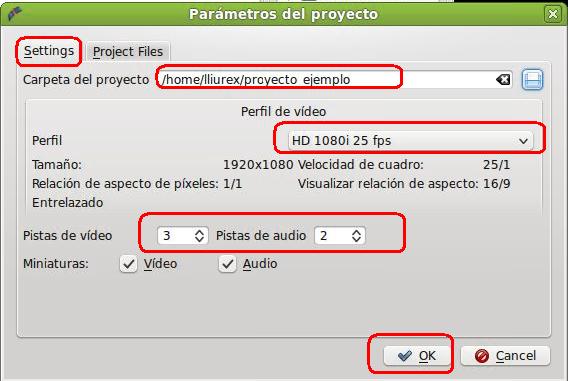 Parámetros del proyecto
Settings Project Files
Carpeta del proyecto /home/lliurex/proyecto_ejemplo
Perfil de vídeo
Perfil HD 1080i 25 fps
Tamaño: 1920x1080 Velocidad de cuadro: 25/1
Relación de aspecto de píxeles: 1/1 Visualizar relación de aspecto: 16/9
Entrelazado
Pistas de vídeo 3 Pistas de audio 2
Miniaturas: Vídeo Audio
OK Cancel